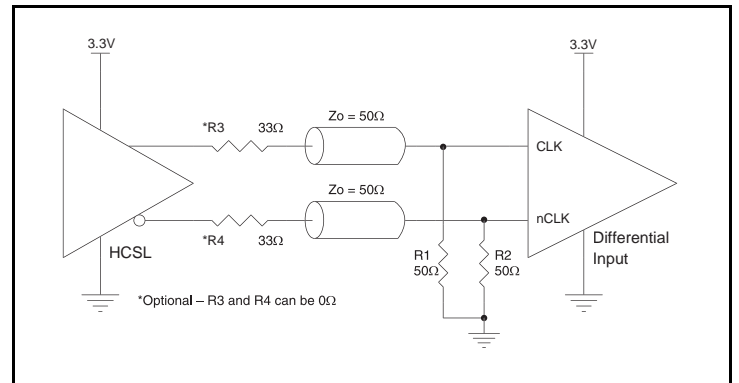 3.3V
3.3V
*R3 33Ω
Zo = 50Ω
CLK
Zo = 50Ω
nCLK
*R4 33Ω
HCSL
R1
50Ω
R2
50Ω
Differential
Input
*Optional – R3 and R4 can be 0Ω